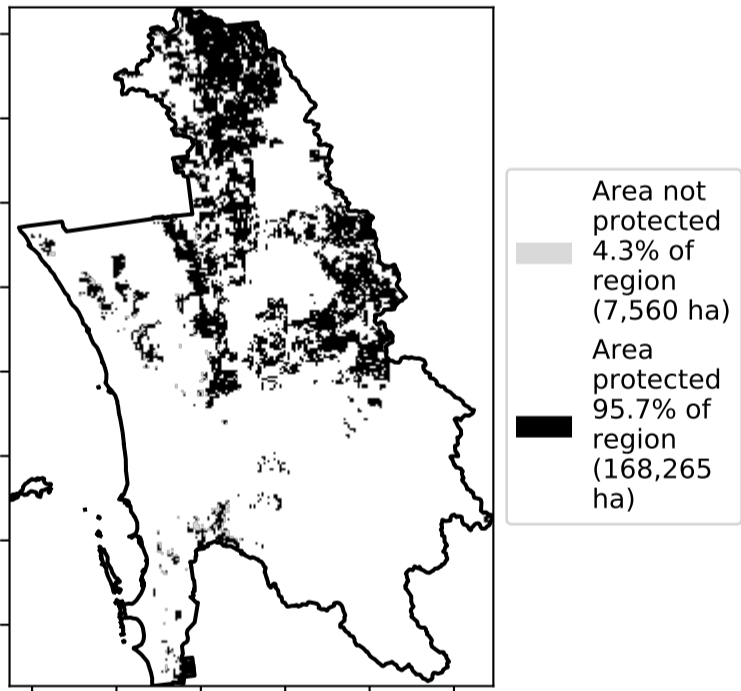 Area not
protected
4.3% of
region
(7,560 ha)
Area
protected
95.7% of
region
(168,265
ha)